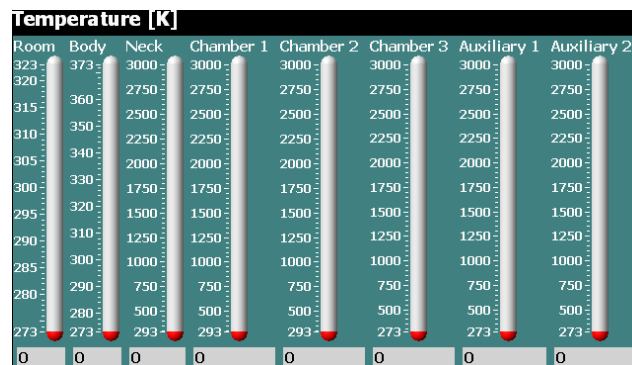 Temperature [K]
Room Body Neck Chamber 1 Chamber 2 Chamber 3 Auxiliary 1 Auxiliary 2
323 373 3000 3000 3000 3000 3000 3000
320 360 2750 2750 2750 2750 2750 2750
315 350 2500 2500 2500 2500 2500 2500
310 340 2250 2250 2250 2250 2250 2250
305 330 2000 2000 2000 2000 2000 2000
300 320 1750 1750 1750 1750 1750 1750
295 310 1500 1500 1500 1500 1500 1500
290 300 1250 1250 1250 1250 1250 1250
285 290 1000 1000 1000 1000 1000 1000
280 280 750 750 750 750 750 750
500 500 500 500 500 500
273 273 293 293 293 273 273 273
0 0 0 0 0 0 0 0